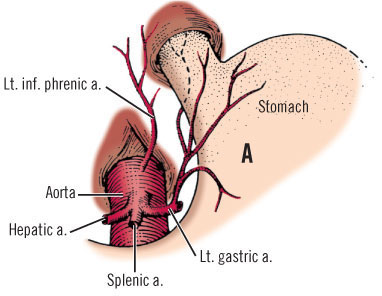 Lt. inf. phrenic a.
Stomach
A
Aorta
Hepatic a.
Lt. gastric a.
Splenic a.